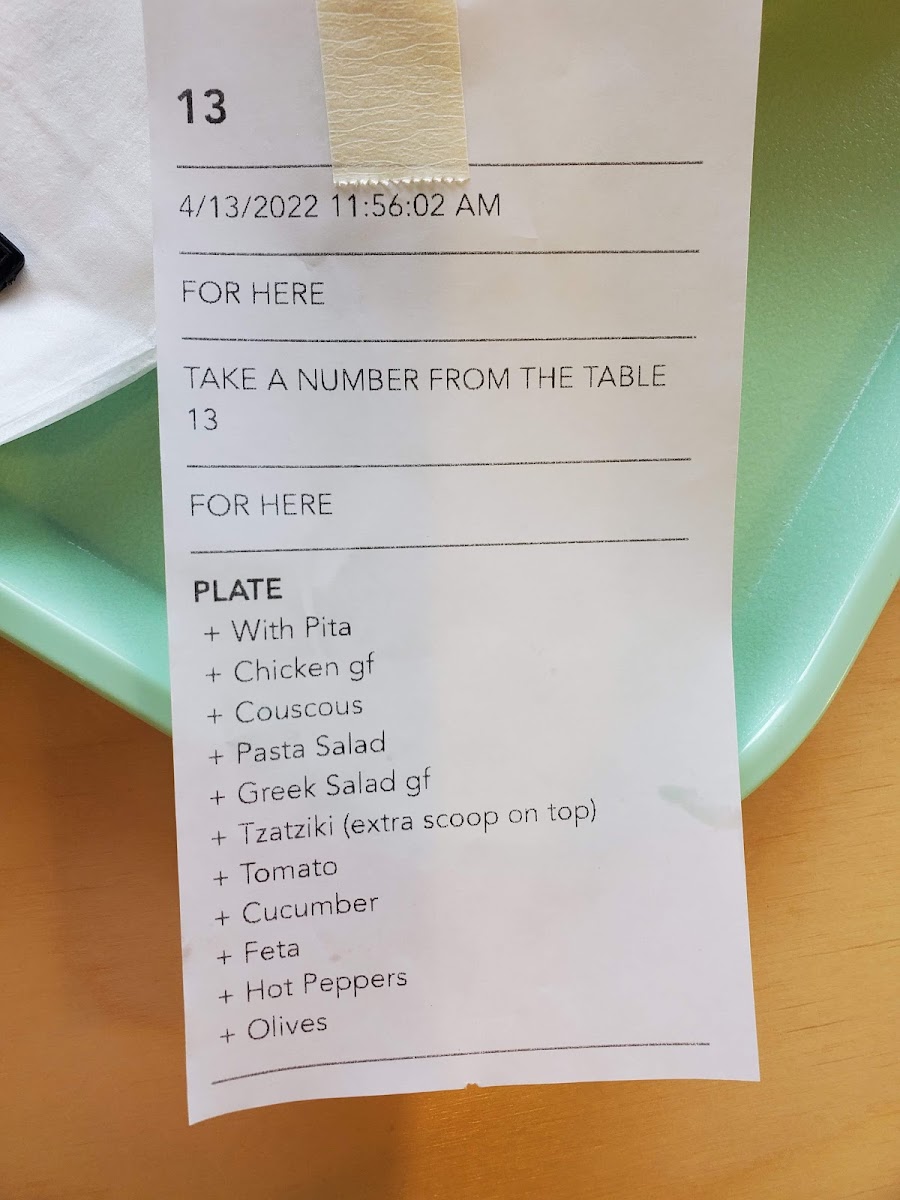 13
4/13/2022 11:56:02 AM
FOR HERE
TAKE A NUMBER FROM THE TABLE
13
FOR HERE
PLATE
+ With Pita
+ Chicken gf
+ Couscous
+ Pasta Salad
+ Greek Salad gf
+ Tzatziki (extra scoop on top)
+ Tomato
+ Cucumber
+ Feta
+ Hot Peppers
+ Olives